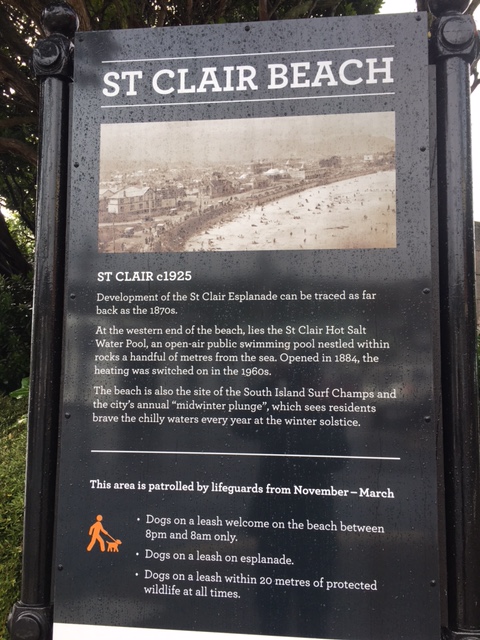 ST CLAIR BEACH
ST CLAIR c1925
Development of the St Clair Esplanade can be traced as far
back as the 1870s.
At the western end of the beach, lies the St Clair Hot Salt
Water Pool, an open-air public swimming pool nestled within
rocks a handful of metres from the sea. Opened in 1884, the
heating was switched on in the 1960s.
The beach is also the site of the South Island Surf Champs and
the city's annual “midwinter plunge”, which sees residents
brave the chilly waters every year at the winter solstice.
This area is patrolled by lifeguards from November – March
• Dogs on a leash welcome on the beach between
8pm and 8am only.
• Dogs on a leash on esplanade.
• Dogs on a leash within 20 metres of protected
wildlife at all times.